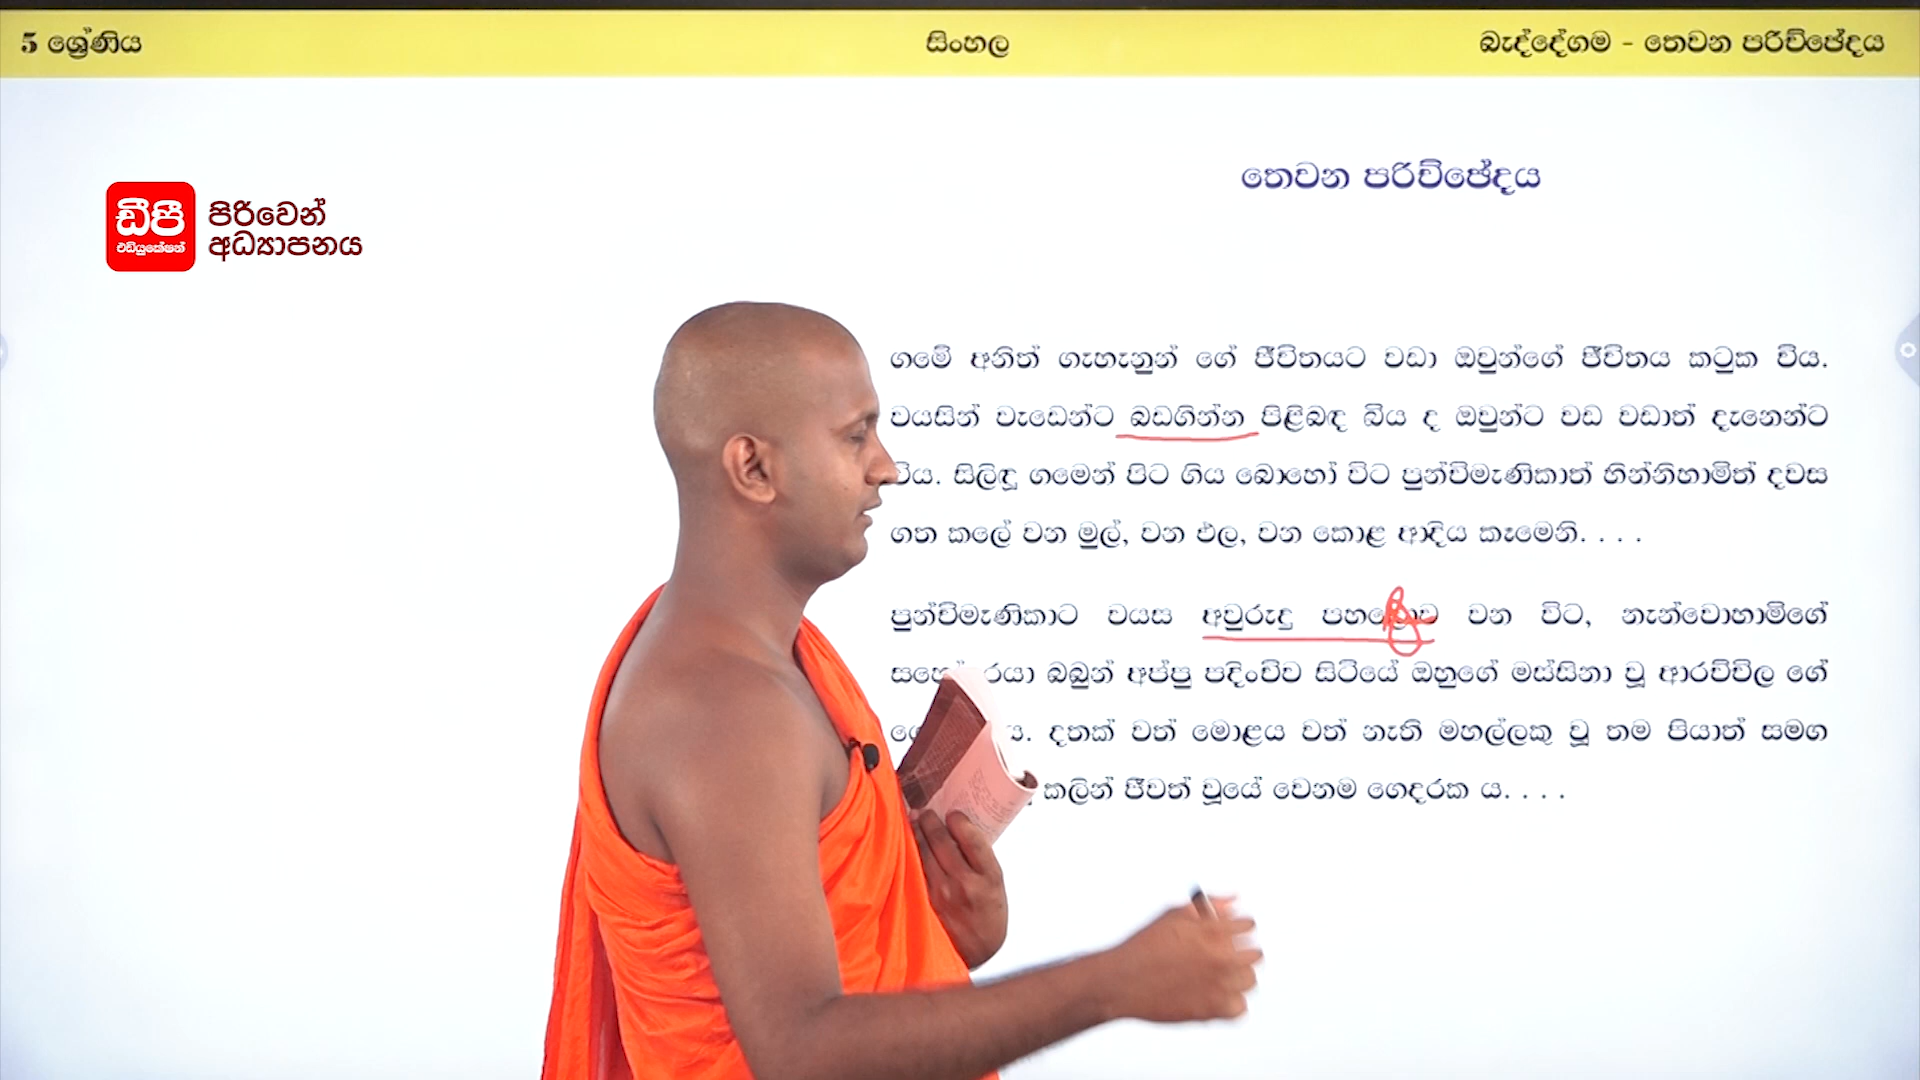 5 ශ්‍රේණිය
සිංහල
බැද්දේගම - තෙවන පරිච්ඡේදය
තෙවන පරිච්ඡේදය
ඩීපී
එඩියුකේෂන්
පිරිවෙන්
අධ්‍යාපනය
ගමේ අනිත් ගැහැනුන් ගේ ජීවිතයට වඩා ඔවුන්ගේ ජීවිතය කටුක විය.
වයසින් වැඩෙන්ට බඩගින්න පිළිබඳ බිය ද ඔවුන්ට වඩ වඩාත් දැනෙන්ට
විය. සිලිඳු ගමෙන් පිට ගිය බොහෝ විට පුන්චිමැණිකාත් හින්නිහාමිත් දවස
ගත කලේ වන මුල්, වන ඵල, වන කොළ ආදිය කෑමෙනි. . . .
පුන්චිමැණිකාට වයස අවුරුදු වන විට, නැන්චොහාමිගේ
බබුන් අප්පු පදිංචිව සිටියේ ඔහුගේ මස්සිනා වූ ආරච්චිල ගේ
දතක් වත් මොළය වත් නැති මහල්ලකු වූ තම පියාත් සමග
කලින් ජීවත් වූයේ වෙනම ගෙදරක ය. . . .